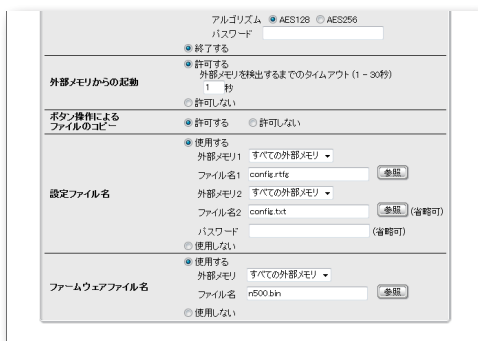 アルゴリズム AES128 AES256
パスワード
終了する
外部メモリからの起動
許可する
外部メモリを検出するまでのタイムアウト(1 - 30秒)
1 秒
許可しない
ボタン操作による
ファイルのコピー
許可する 許可しない
設定ファイル名
使用する
外部メモリ1 すべての外部メモリ
ファイル名1 config.rtfg 参照
外部メモリ2 すべての外部メモリ
ファイル名2 config.txt 参照 (省略可)
パスワード (省略可)
使用しない
ファームウェアファイル名
使用する
外部メモリ すべての外部メモリ
ファイル名 n500.bin 参照
使用しない